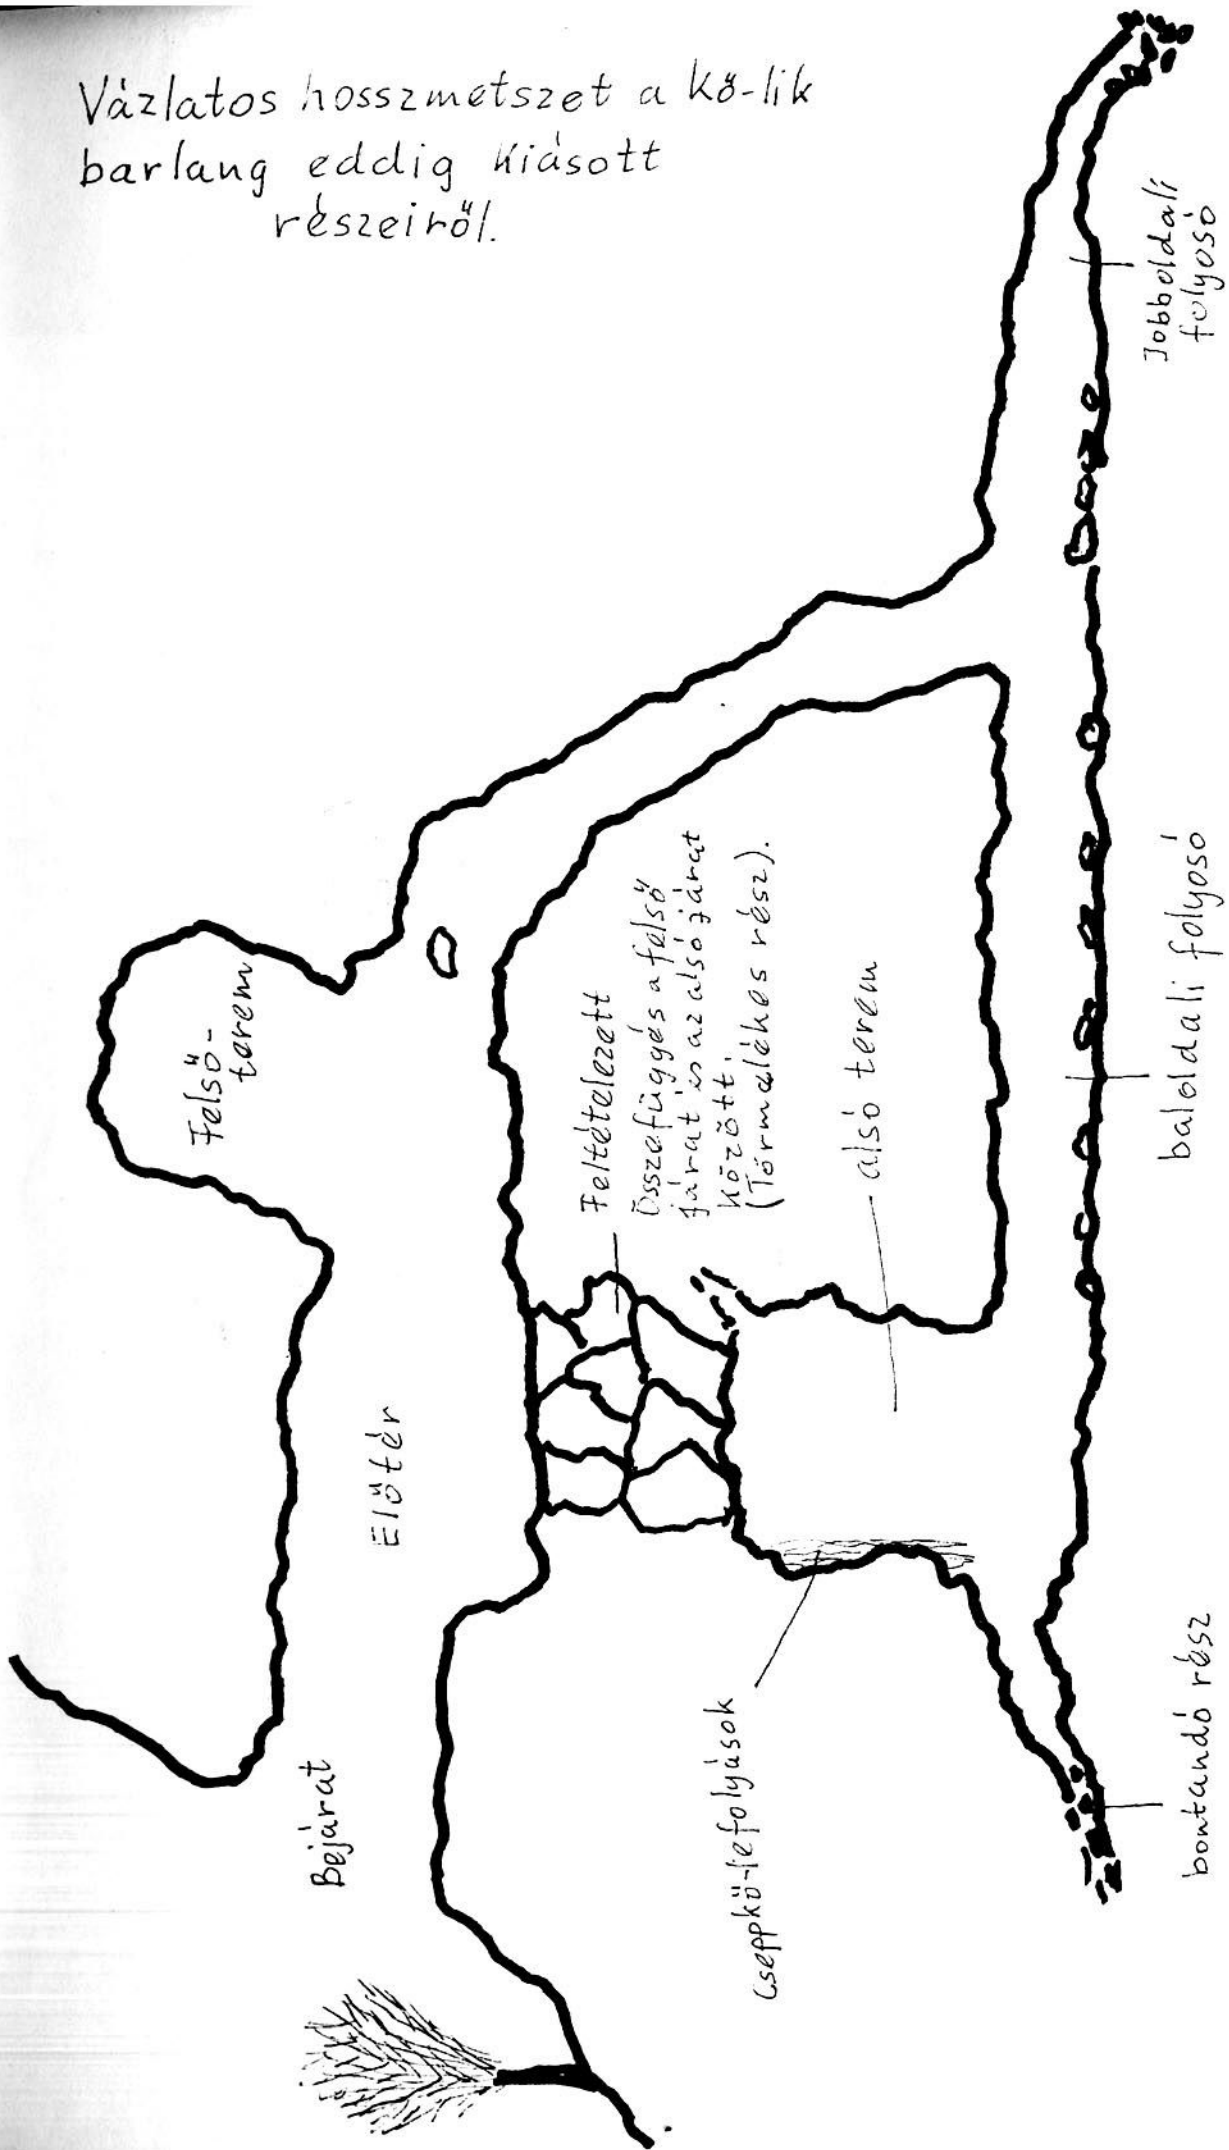 Vázlatos hosszmetszet a kő-lik
barlang eddig kiásott
részeiről.
Felső-
terem
Előtér
Bejárat
Feltételezett
Összefüggés a felső
járat és az alsó járat
között.
(Törmelékes rész).
alsó terem
Cseppkő-lefolyások
Jobboldali
folyosó
baloldali folyosó
bontandó rész